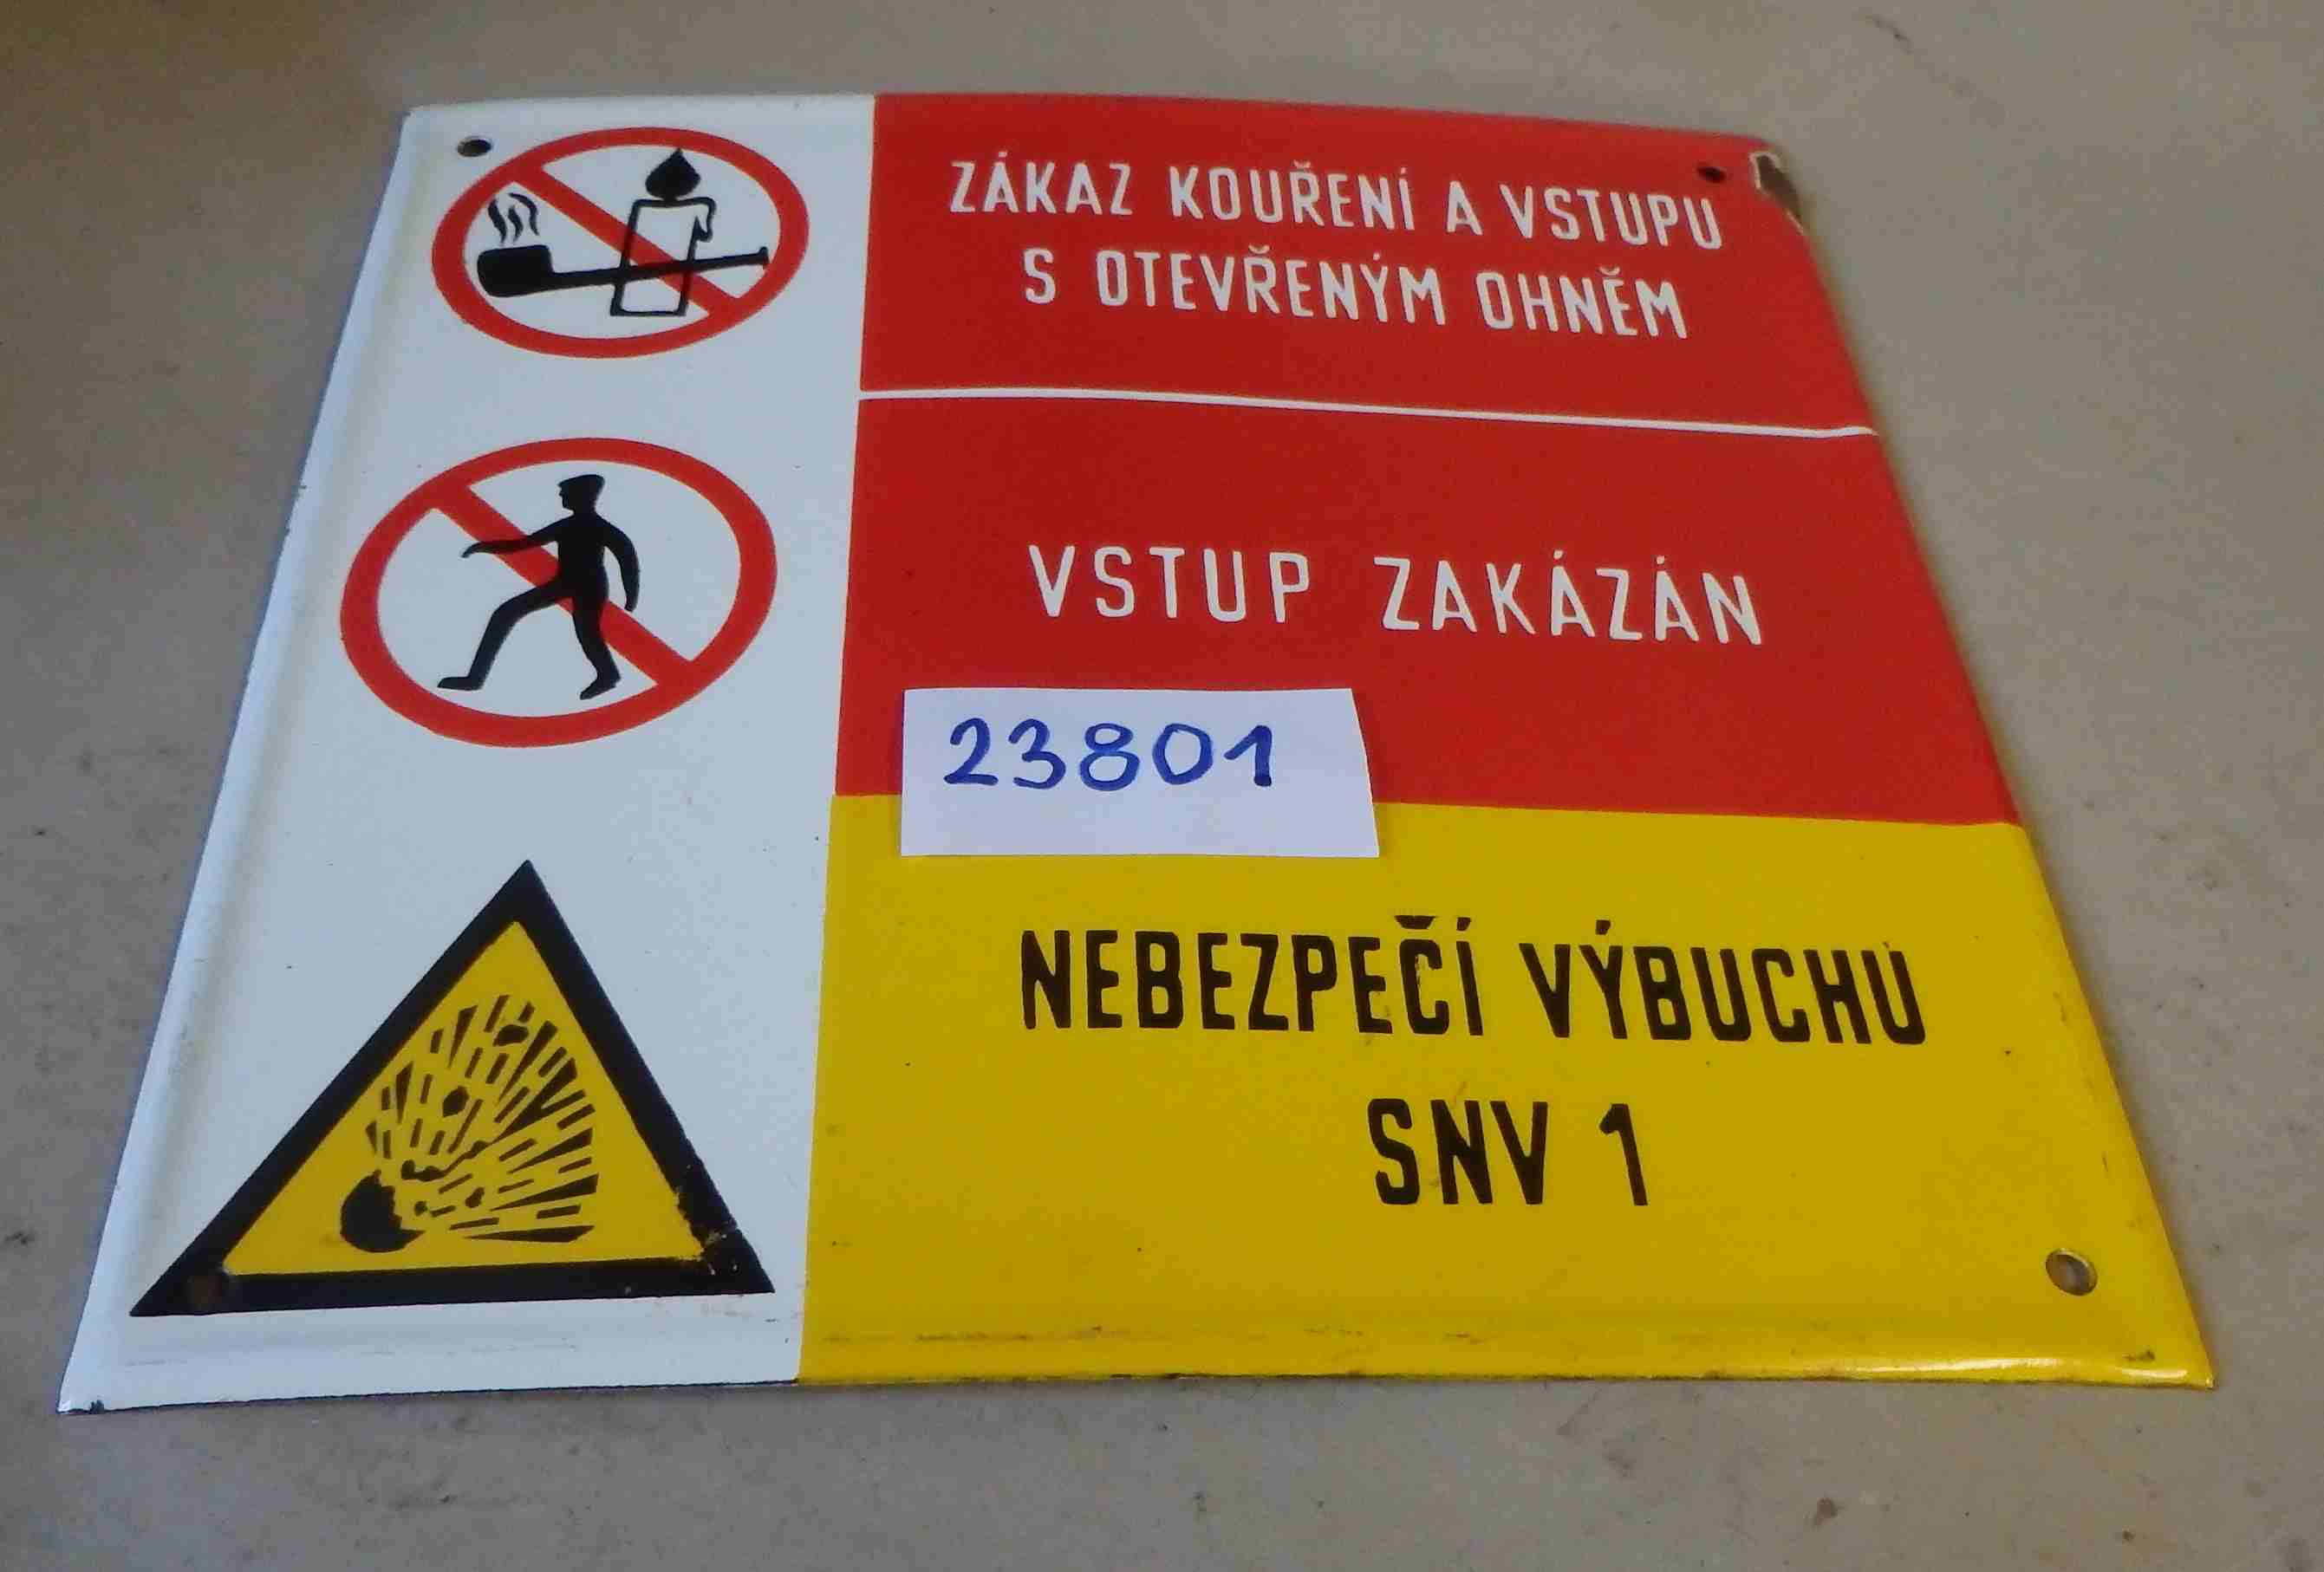 ZÁKAZ KOUŘENÍ A VSTUPU
S OTEVŘENÝM OHNĚM
VSTUP ZAKÁZÁN
23801
NEBEZPEČÍ VÝBUCHU
SNV 1